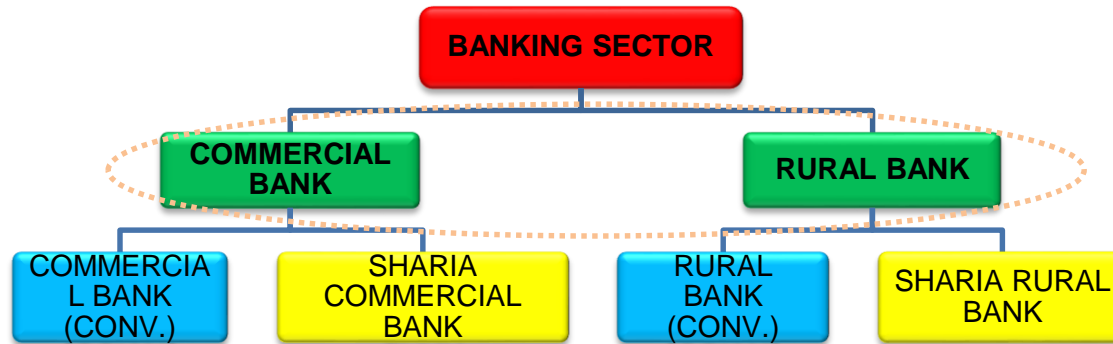 BANKING SECTOR
COMMERCIAL
BANK
RURAL BANK
COMMERCIA
L BANK
(CONV.)
SHARIA
COMMERCIAL
BANK
RURAL
BANK
(CONV.)
SHARIA RURAL
BANK